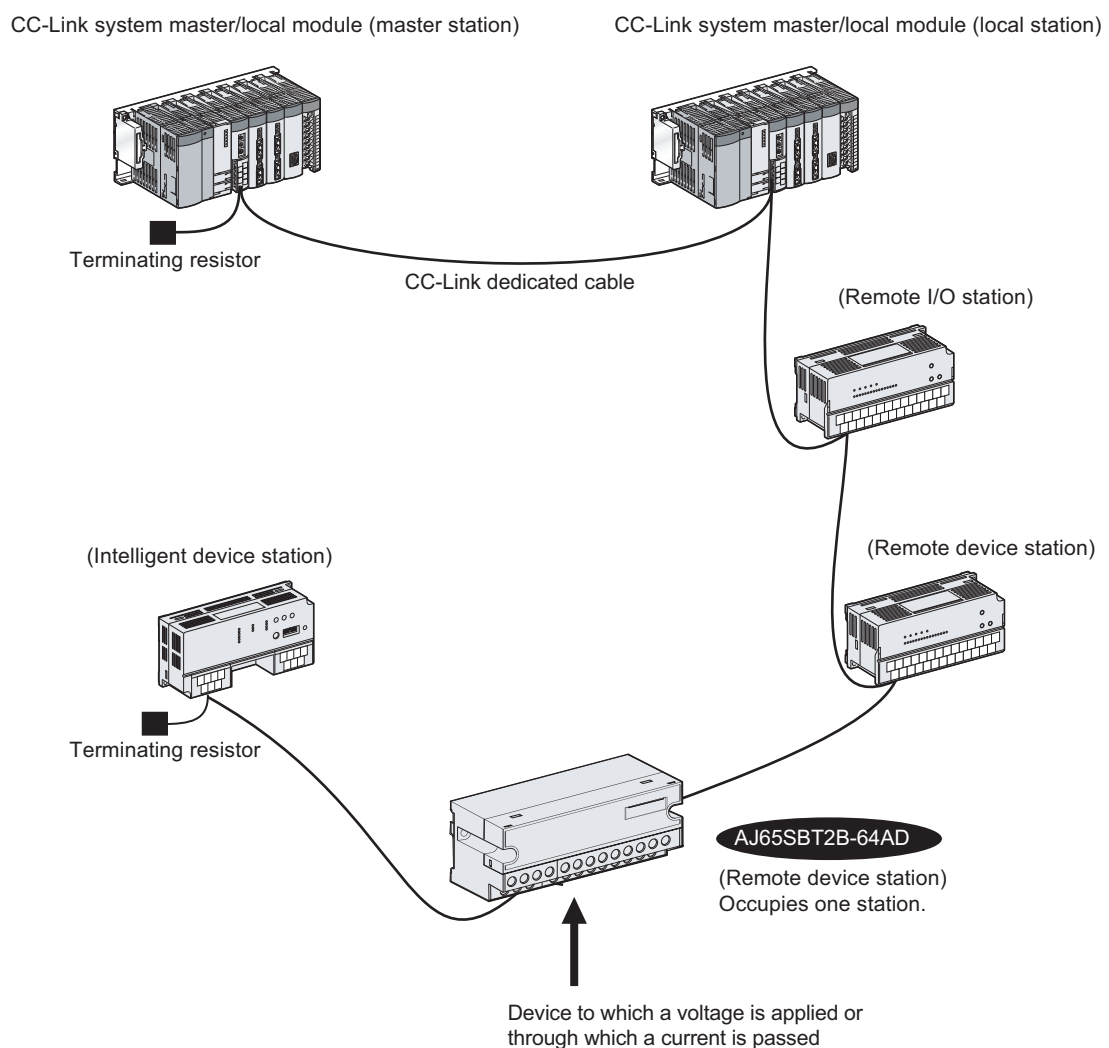 CC-Link system master/local module (master station)
CC-Link system master/local module (local station)
Terminating resistor
CC-Link dedicated cable
(Remote I/O station)
(Intelligent device station)
(Remote device station)
Terminating resistor
AJ65SBT2B-64AD
(Remote device station)
Occupies one station.
Device to which a voltage is applied or
through which a current is passed